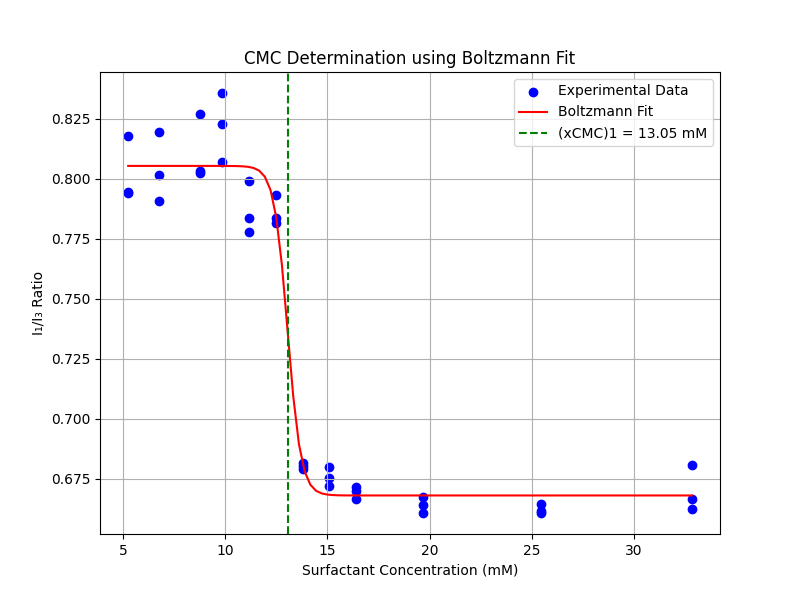 CMC Determination using Boltzmann Fit
Experimental Data
Boltzmann Fit
(xCMC)1 = 13.05 mM
I₁/I₃ Ratio
0.825
0.800
0.775
0.750
0.725
0.700
0.675
5 10 15 20 25 30
Surfactant Concentration (mM)